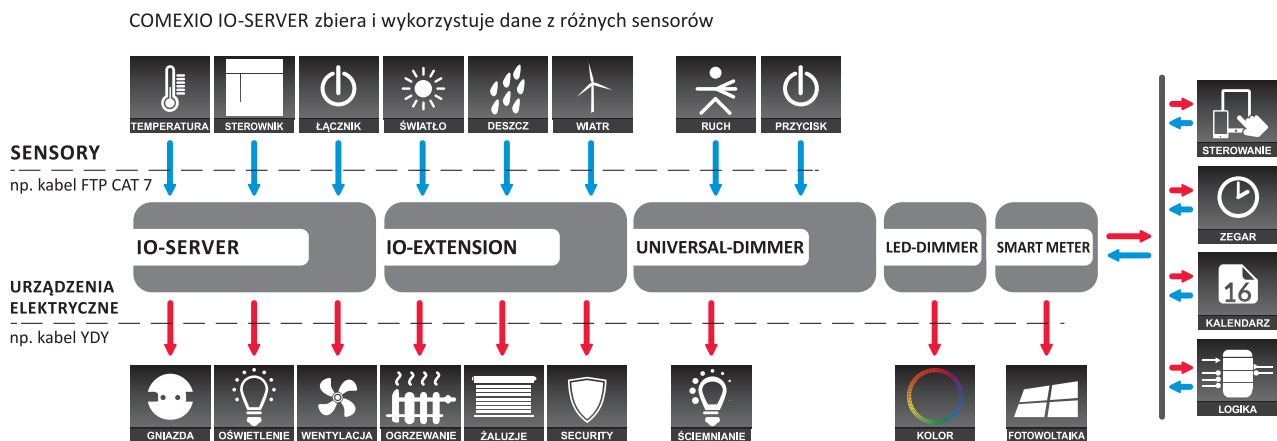 COMEXIO IO-SERVER zbiera i wykorzystuje dane z różnych sensorów
TEMPERATURA
STEROWNIK
ŁĄCZNIK
ŚWIATŁO
DESZCZ
WIATR
RUCH
PRZYCISK
SENSORY
np. kabel FTP CAT 7
IO-SERVER
IO-EXTENSION
UNIVERSAL-DIMMER
LED-DIMMER
SMART METER
URZĄDZENIA
ELEKTRYCZNE
np. kabel YDY
GNIAZDA
OŚWIETLENIE
WENTYLACJA
OGRZEWANIE
ŻALUZJE
SECURITY
ŚCIEMNIANIE
KOLOR
FOTOWOLTAIKA
STEROWANIE
ZEGAR
16
KALENDARZ
LOGIKA